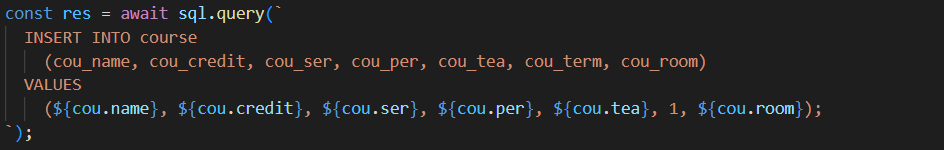 const res = await sql.query(`
INSERT INTO course
(cou_name, cou_credit, cou_ser, cou_per, cou_tea, cou_term, cou_room)
VALUES
(${cou.name}, ${cou.credit}, ${cou.ser}, ${cou.per}, ${cou.tea}, 1, ${cou.room});
`);